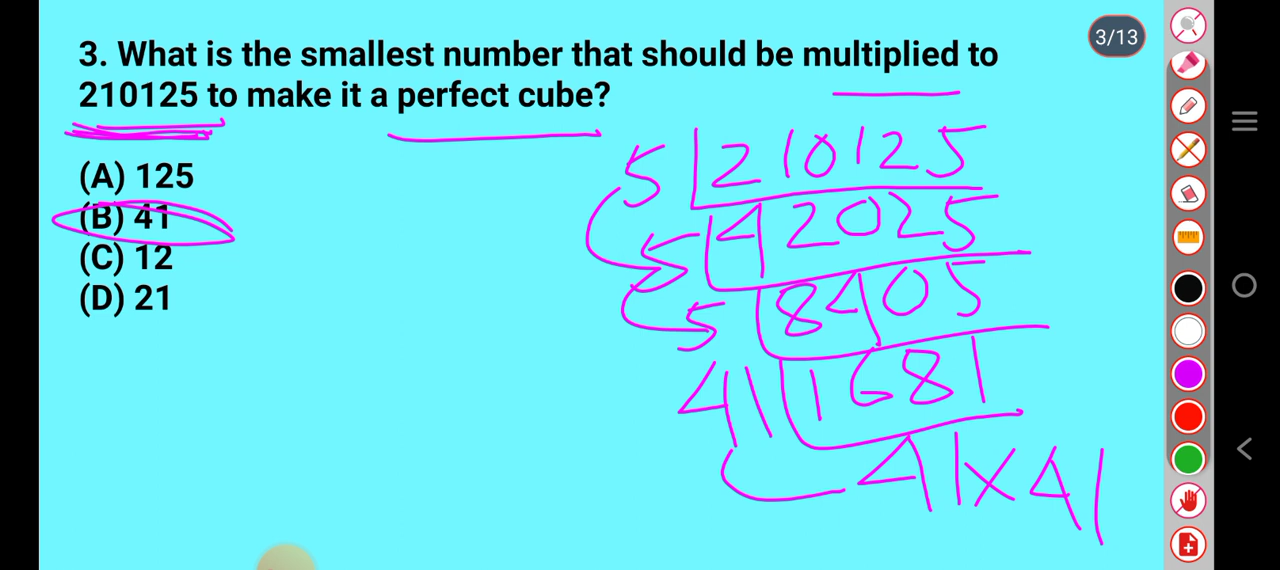 3/13
3. What is the smallest number that should be multiplied to
210125 to make it a perfect cube?
(A) 125
(B) 41
(C) 12
(D) 21
5 210125
5 42025
5 8405
41 1681
41×41